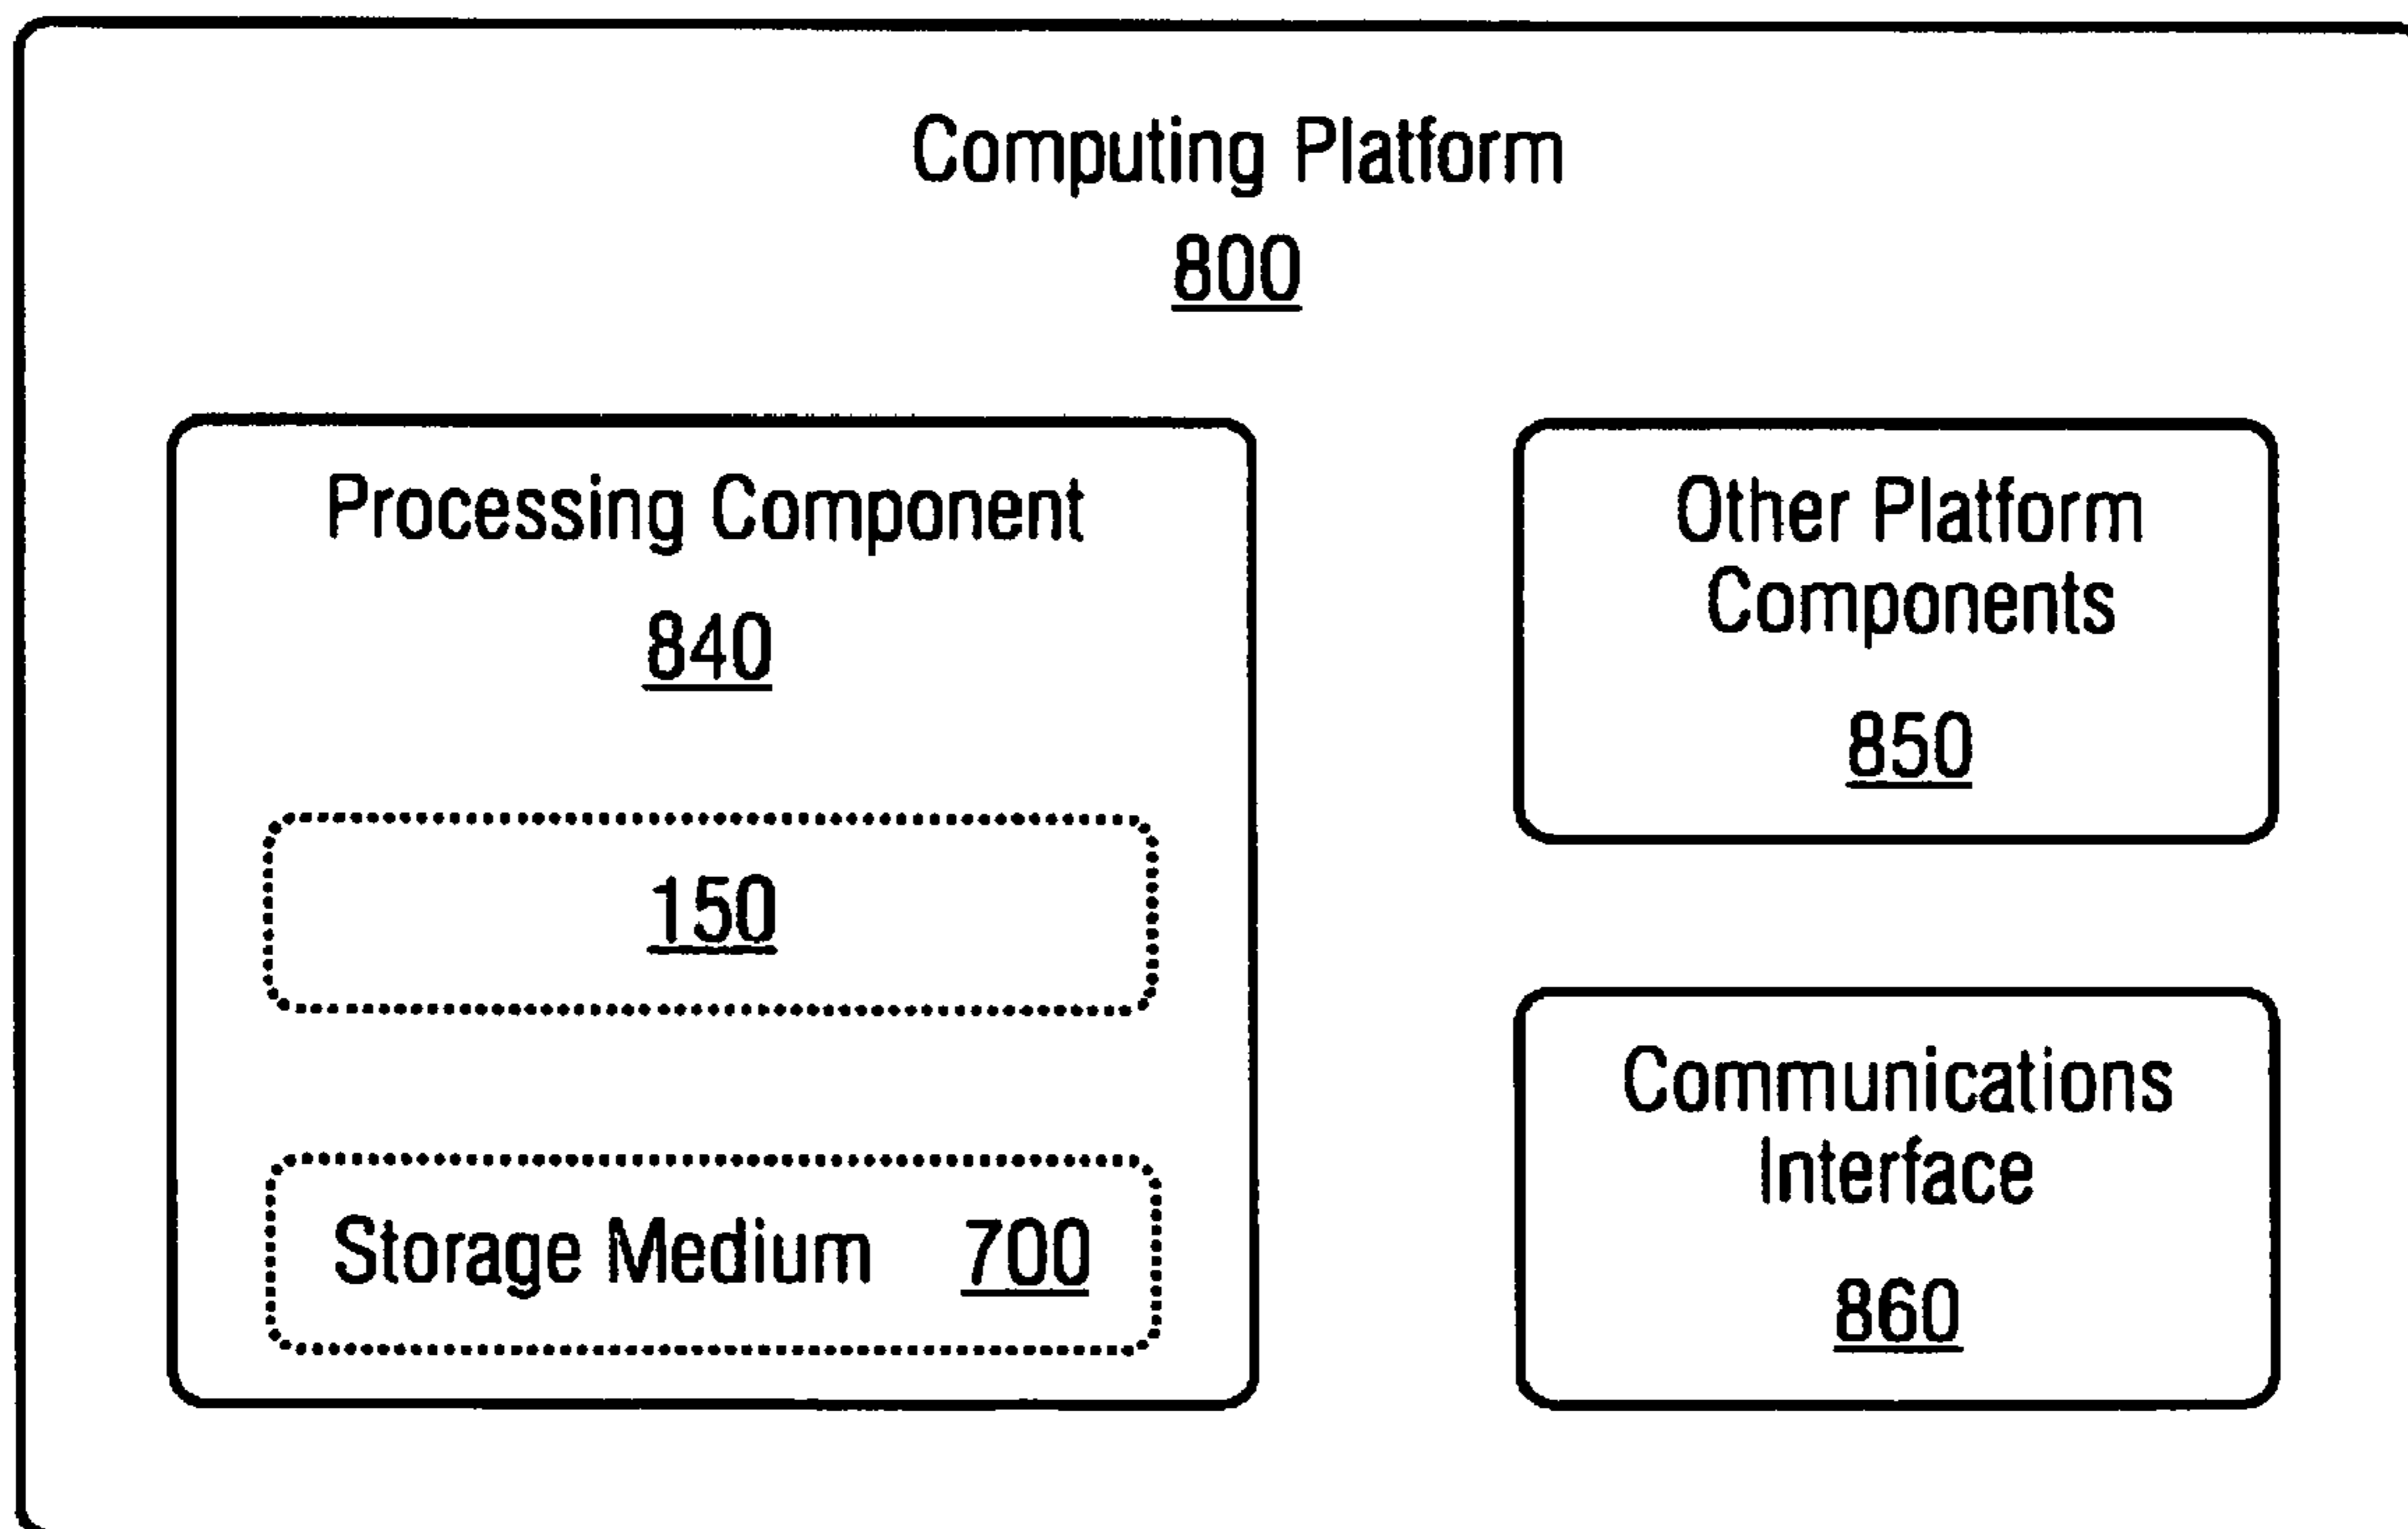 Computing Platform
800
Processing Component
840
150
Storage Medium 700
Other Platform
Components
850
Communications
Interface
860